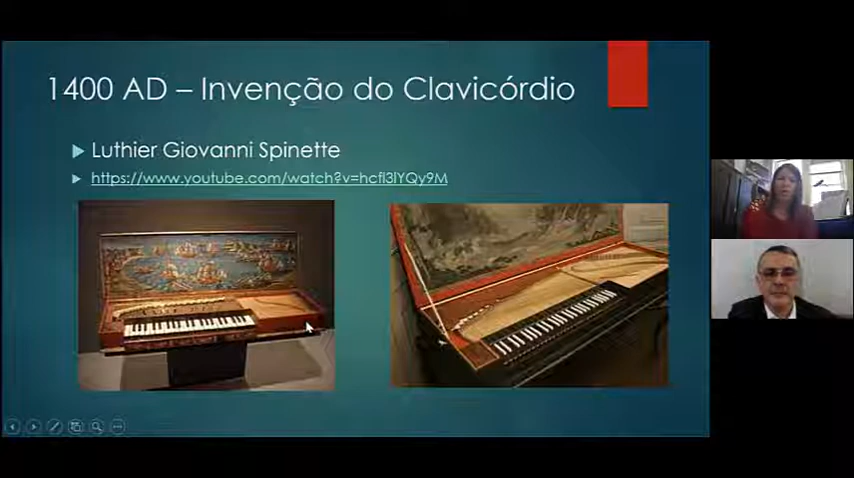 1400 AD – Invenção do Clavicórdio
Luthier Giovanni Spinette
https://www.youtube.com/watch?v=hcfl3lYQy9M